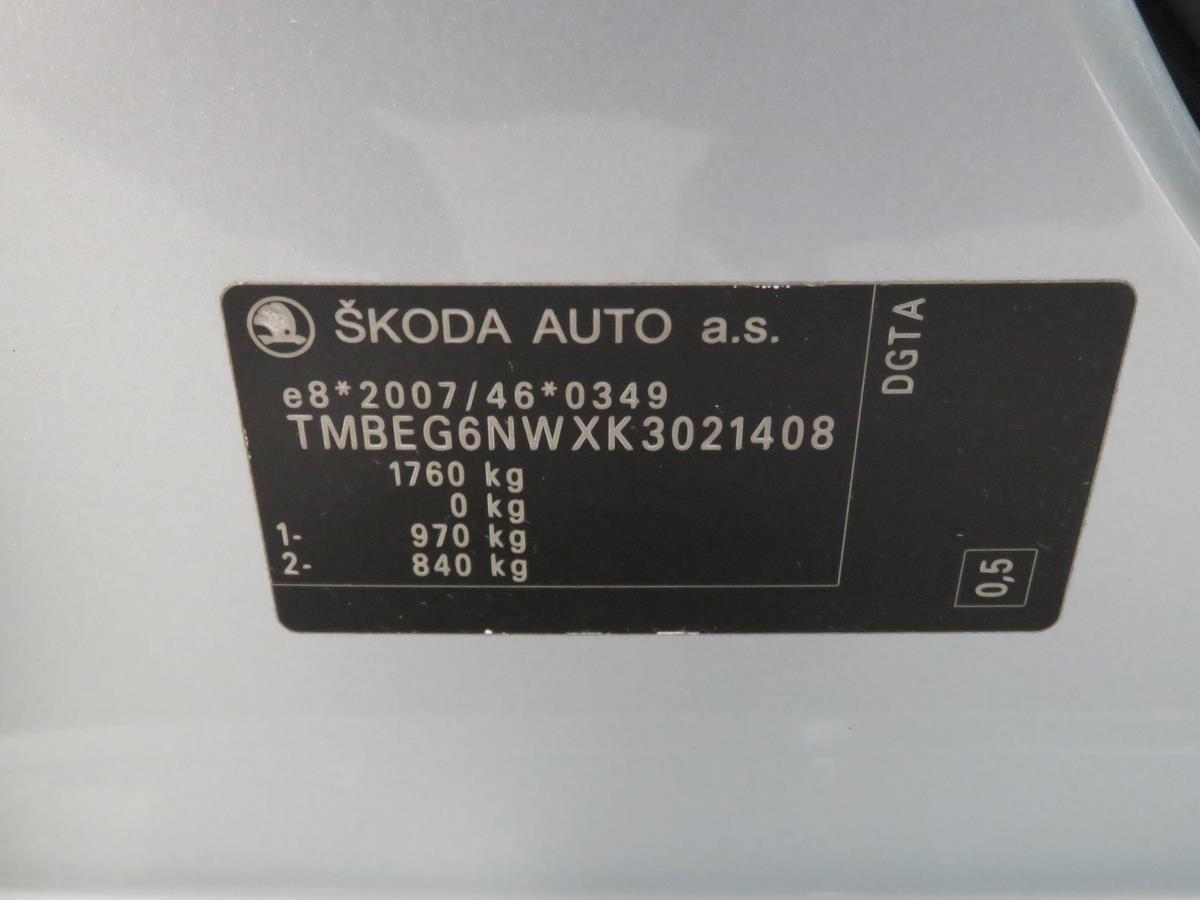 ŠKODA AUTO a.s.
e8*2007/46*0349
TMBEG6NWXK3021408
1760 kg
0 kg
1- 970 kg
2- 840 kg
DGTA
0,5